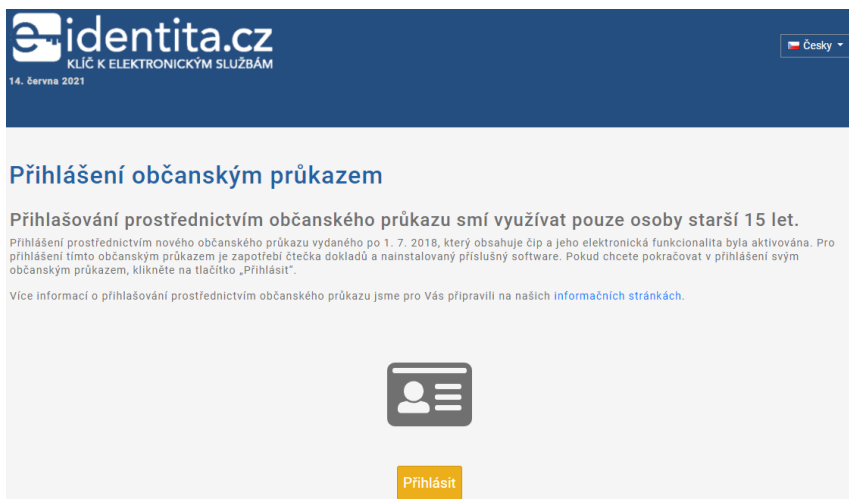 e-identita.cz
KLÍČ K ELEKTRONICKÝM SLUŽBÁM
14. června 2021
Česky
Přihlášení občanským průkazem
Přihlašování prostřednictvím občanského průkazu smí využívat pouze osoby starší 15 let.
Přihlášení prostřednictvím nového občanského průkazu vydaného po 1. 7. 2018, který obsahuje čip a jeho elektronická funkcionalita byla aktivována. Pro
přihlášení tímto občanským průkazem je zapotřebí čtečka dokladů a nainstalovaný příslušný software. Pokud chcete pokračovat v přihlášení svým
občanským průkazem, klikněte na tlačítko „Přihlásit“.
Více informací o přihlašování prostřednictvím občanského průkazu jsme pro Vás připravili na našich informačních stránkách.
Přihlásit